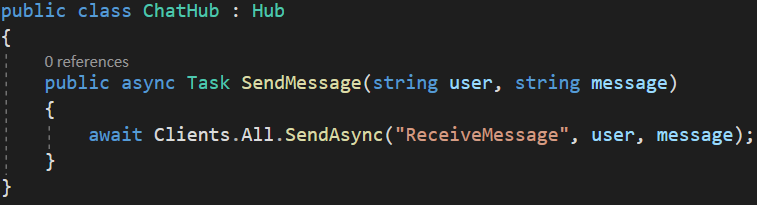 public class ChatHub : Hub
{
0 references
public async Task SendMessage(string user, string message)
{
await Clients.All.SendAsync("ReceiveMessage", user, message);
}
}